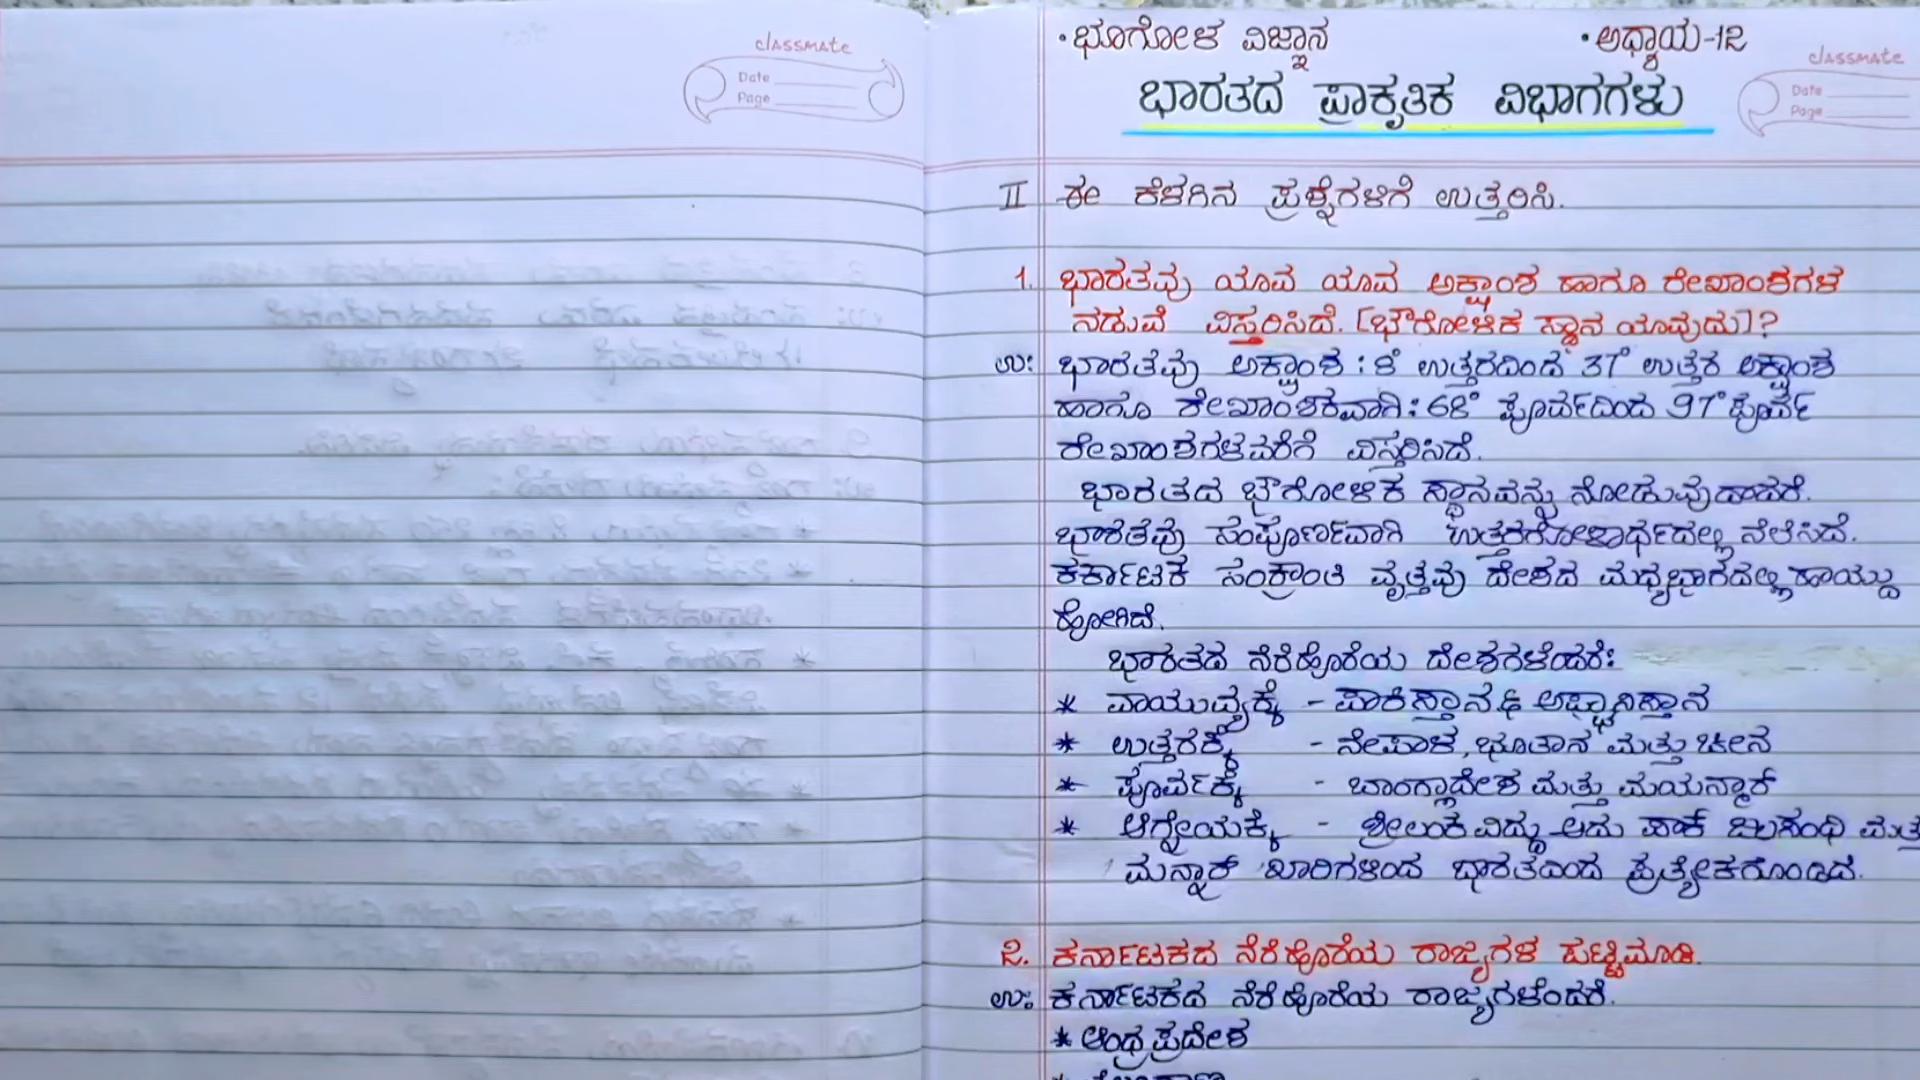 classmate
Date
Page
• ಭೂಗೋಳ ವಿಜ್ಞಾನ • ಅಧ್ಯಾಯ-12
classmate
Date
Page
ಭಾರತದ ಪ್ರಾಕೃತಿಕ ವಿಭಾಗಗಳು
II ಈ ಕೆಳಗಿನ ಪ್ರಶ್ನೆಗಳಿಗೆ ಉತ್ತರಿಸಿ.
1. ಭಾರತವು ಯಾವ ಯಾವ ಅಕ್ಷಾಂಶ ಹಾಗೂ ರೇಖಾಂಶಗಳ
ನಡುವೆ ವಿಸ್ತರಿಸಿದೆ. [ಭೌಗೋಳಿಕ ಸ್ಥಾನ ಯಾವುದು]?
ಉ: ಭಾರತವು ಅಕ್ಷಾಂಶ : 8° ಉತ್ತರದಿಂದ 37° ಉತ್ತರ ಅಕ್ಷಾಂಶ
ಹಾಗೂ ರೇಖಾಂಶಕವಾಗಿ : 68° ಪೂರ್ವದಿಂದ 97° ಪೂರ್ವ
ರೇಖಾಂಶಗಳವರೆಗೆ ವಿಸ್ತರಿಸಿದೆ.
ಭಾರತದ ಭೌಗೋಳಿಕ ಸ್ಥಾನವನ್ನು ನೋಡುವುದಾದರೆ.
ಭಾರತವು ಸಂಪೂರ್ಣವಾಗಿ ಉತ್ತರಗೋಳಾರ್ಧದಲ್ಲಿ ನೆಲೆಸಿದೆ.
ಕರ್ಕಾಟಕ ಸಂಕ್ರಾಂತಿ ವೃತ್ತವು ದೇಶದ ಮಧ್ಯಭಾಗದಲ್ಲಿ ಹಾಯ್ದು
ಹೋಗಿದೆ.
ಭಾರತದ ನೆರೆಹೊರೆಯ ದೇಶಗಳೆಂದರೆ:
* ವಾಯುವ್ಯಕ್ಕೆ - ಪಾಕಿಸ್ತಾನ & ಅಫ್ಘಾನಿಸ್ತಾನ
* ಉತ್ತರಕ್ಕೆ - ನೇಪಾಳ, ಭೂತಾನ ಮತ್ತು ಚೀನ
* ಪೂರ್ವಕ್ಕೆ - ಬಾಂಗ್ಲಾದೇಶ ಮತ್ತು ಮಯನ್ಮಾರ್
* ಆಗ್ನೇಯಕ್ಕೆ - ಶ್ರೀಲಂಕವಿದ್ದು ಅದು ಪಾಕ್ ಜಲಸಂಧಿ ಮತ್ತ
ಮನ್ನಾರ್ ಖಾರಿಗಳಿಂದ ಭಾರತದಿಂದ ಪ್ರತ್ಯೇಕಗೊಂಡಿದೆ.
೨. ಕರ್ನಾಟಕದ ನೆರೆಹೊರೆಯ ರಾಜ್ಯಗಳ ಪಟ್ಟಿಮಾಡಿ.
ಉ: ಕರ್ನಾಟಕದ ನೆರೆಹೊರೆಯ ರಾಜ್ಯಗಳೆಂದರೆ.
* ಆಂಧ್ರಪ್ರದೇಶ